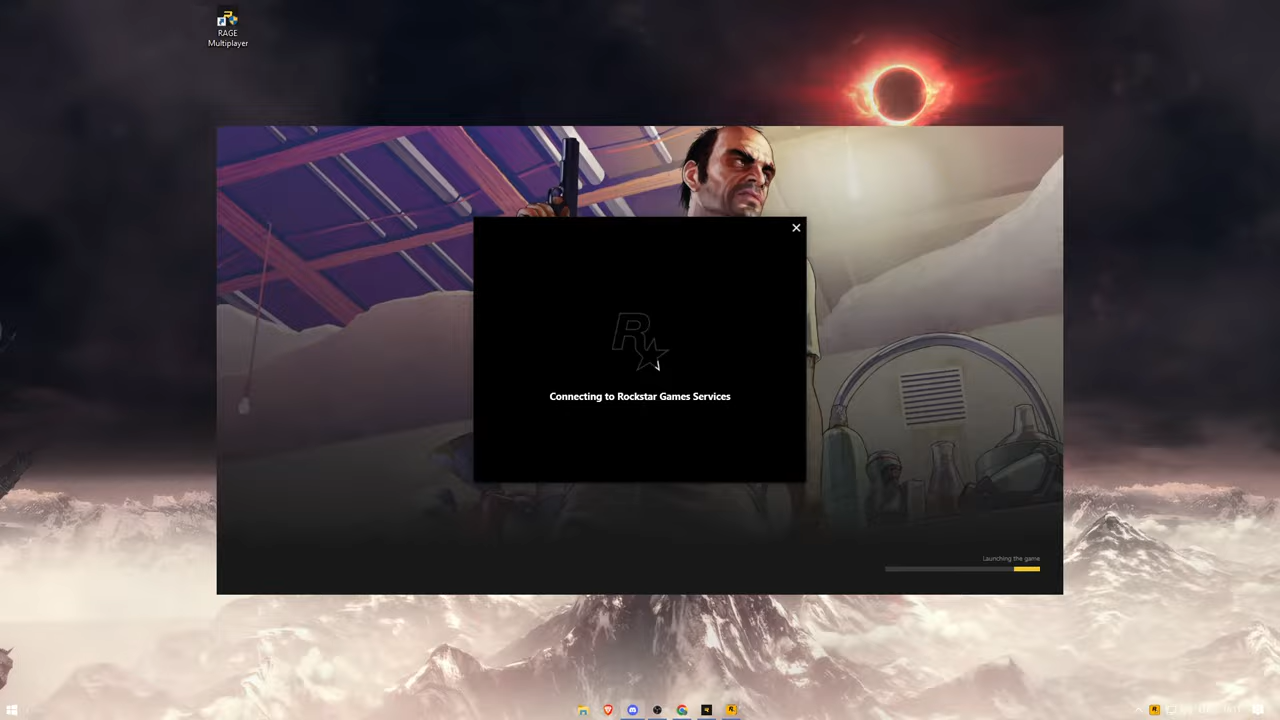 RAGE
Multiplayer
Connecting to Rockstar Games Services
Launching the game